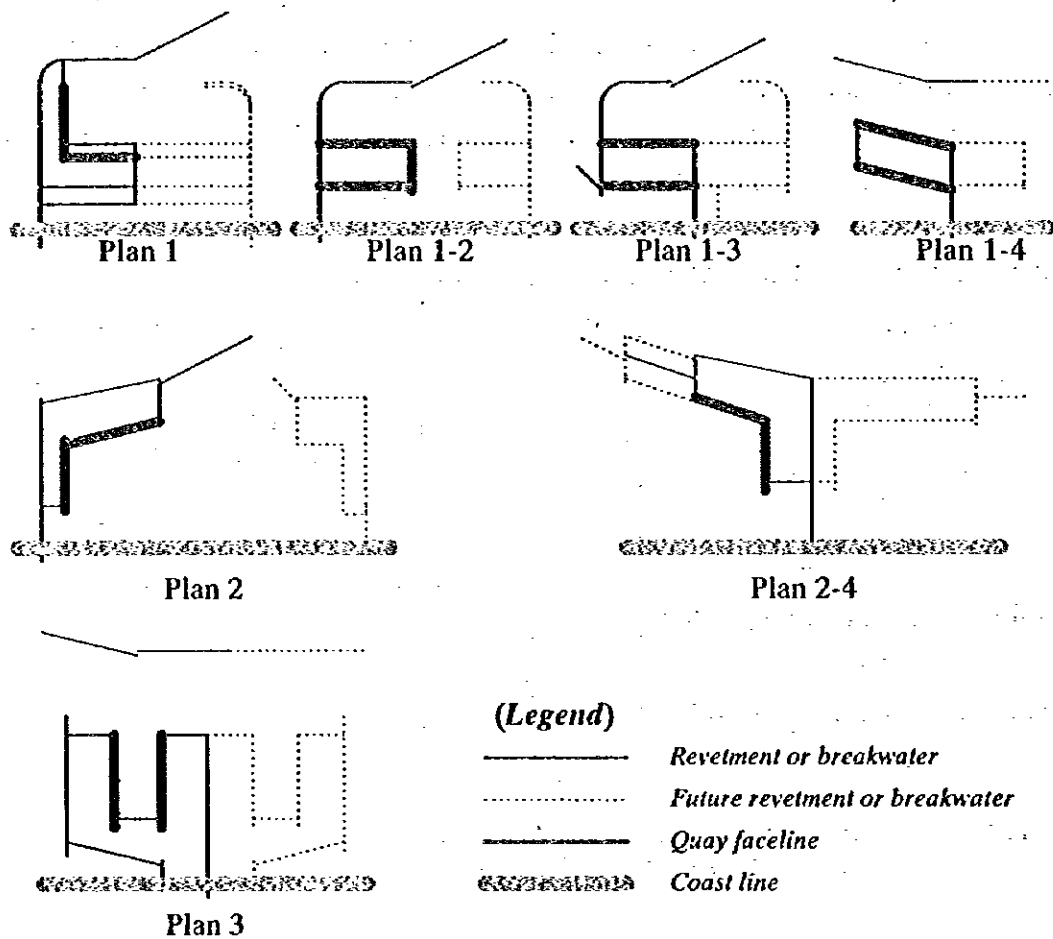 Plan 1
Plan 1-2
Plan 1-3
Plan 1-4
Plan 2
Plan 2-4
Plan 3
(Legend)
Revetment or breakwater
Future revetment or breakwater
Quay faceline
Coast line